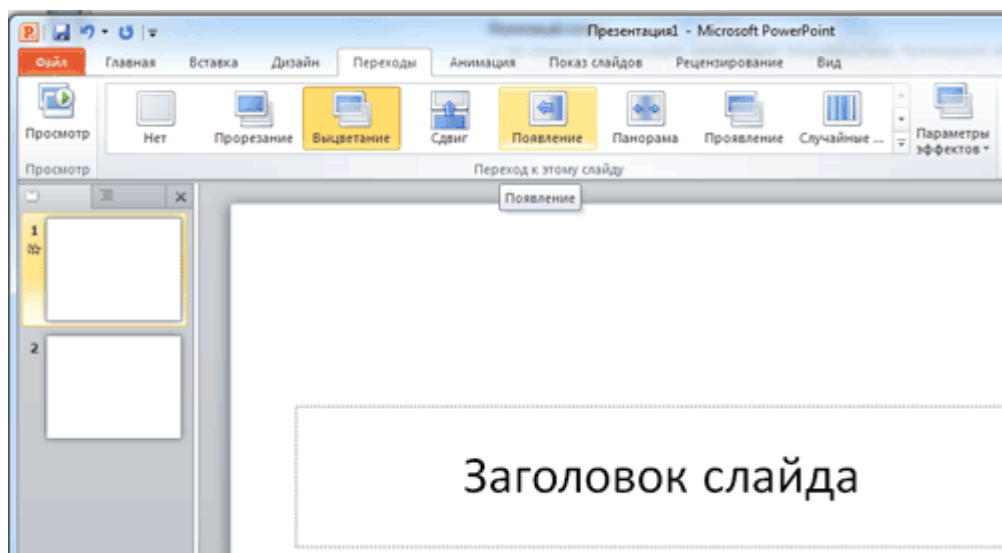 Презентация1 - Microsoft PowerPoint
Файл Главная Вставка Дизайн Переходы Анимация Показ слайдов Рецензирование Вид
Просмотр Нет Прорезание Выцветание Сдвиг Появление Панорама Проявление Случайные ... Параметры
эффектов
Просмотр Переход к этому слайду
Появление
1
2
Заголовок слайда